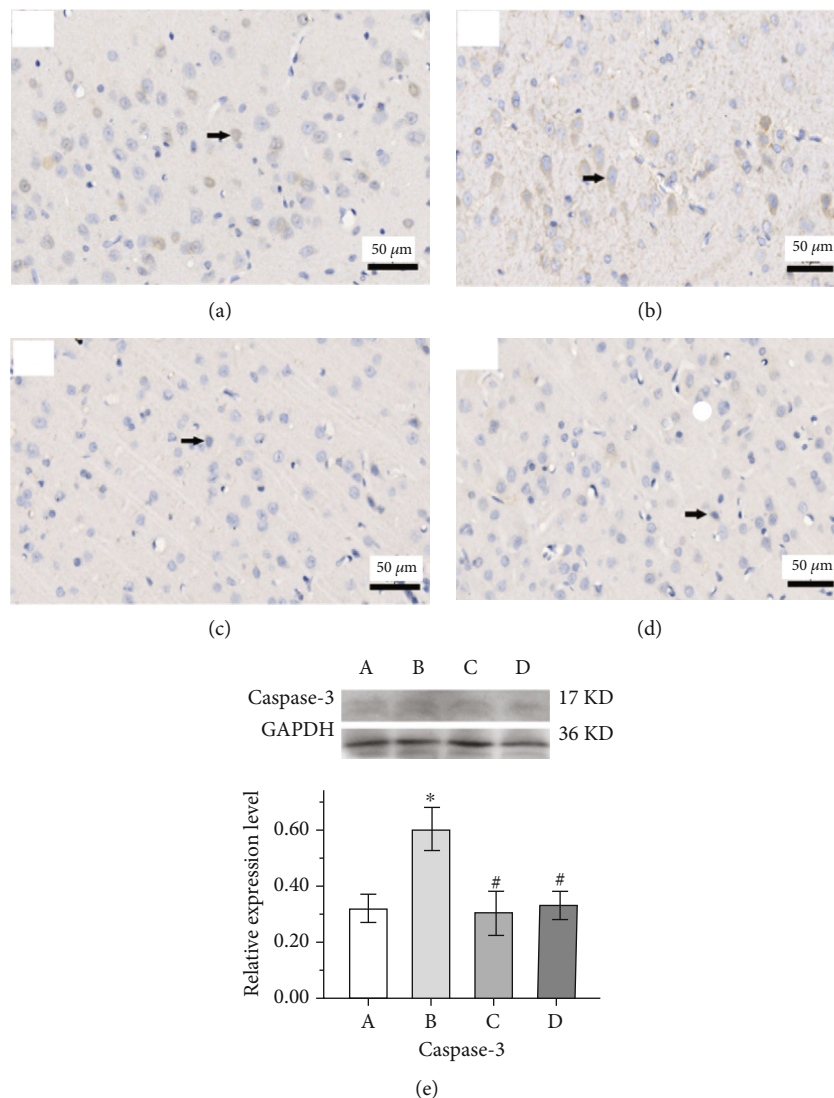 50 μm
(a)
50 μm
(b)
50 μm
(c)
50 μm
(d)
A B C D
Caspase-3 17 KD
GAPDH 36 KD
Relative expression level
0.60
0.40
0.20
0.00
*
#
#
A B C D
Caspase-3
(e)